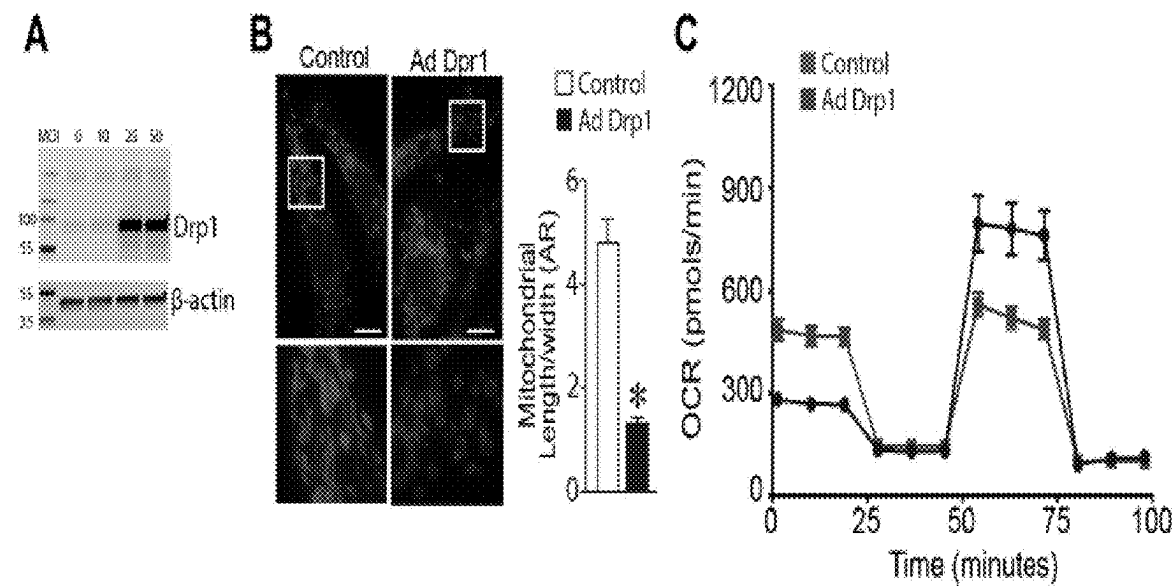 A
MOI 0 10 20 50
100
55
Drp1
55
35
β-actin
B
Control
Ad Dpr1
Control
Ad Drp1
Mitochondrial
Length/width (AR)
6
4
2
0
*
C
Control
Ad Drp1
OCR (pmols/min)
1200
900
600
300
0
0 25 50 75 100
Time (minutes)